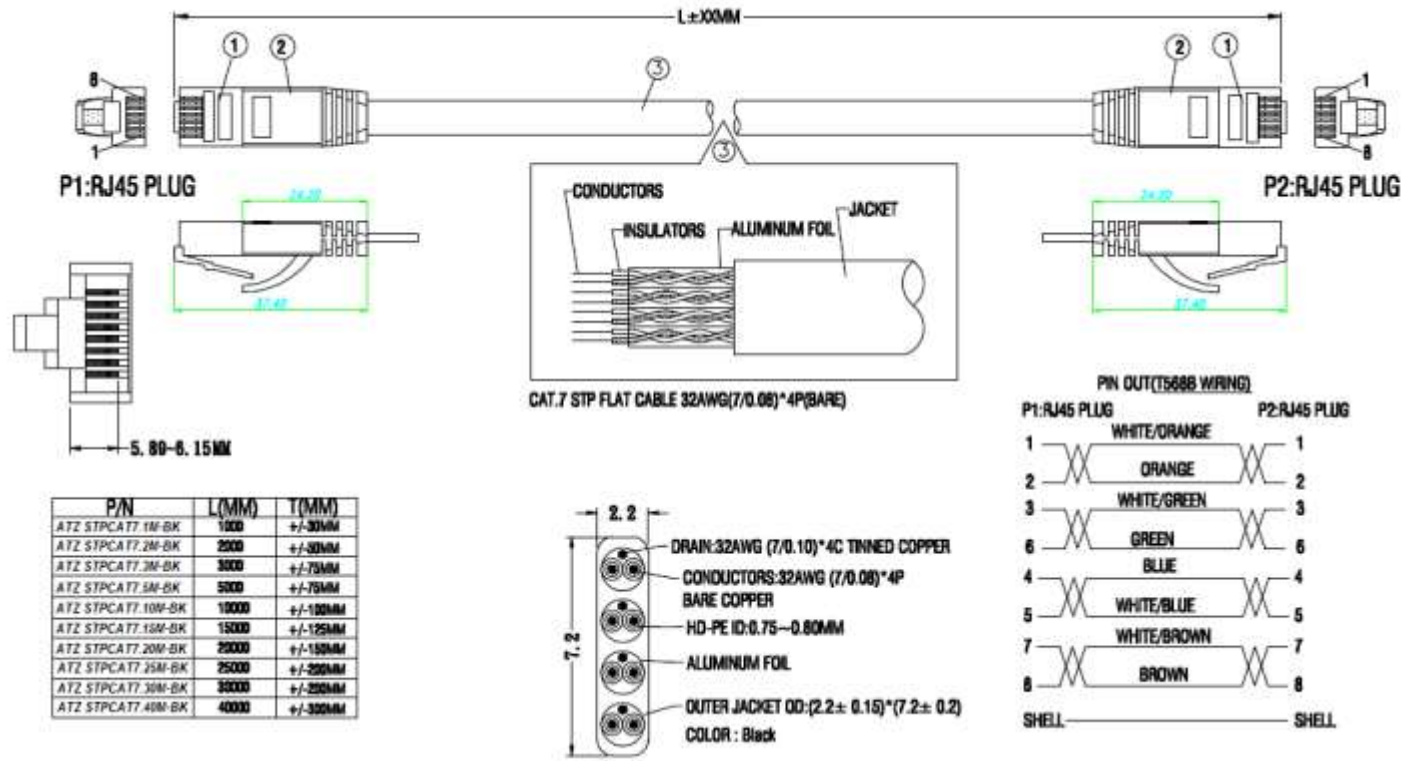 L±XXMM
1
2
3
2
1
8
1
1
8
3
P1:RJ45 PLUG
P2:RJ45 PLUG
CONDUCTORS
INSULATORS
ALUMINUM FOIL
JACKET
37.40
37.40
CAT.7 STP FLAT CABLE 32AWG(7/0.08)*4P(BARE)
5.89-6.15MM
PIN OUT(T568B WIRING)
P1:RJ45 PLUG P2:RJ45 PLUG
1 WHITE/ORANGE 1
2 ORANGE 2
3 WHITE/GREEN 3
6 GREEN 6
4 BLUE 4
5 WHITE/BLUE 5
7 WHITE/BROWN 7
8 BROWN 8
SHELL SHELL
P/N L(MM) T(MM)
ATZ STPCAT7.1M-BK 1000 +/-30MM
ATZ STPCAT7.2M-BK 2000 +/-50MM
ATZ STPCAT7.3M-BK 3000 +/-75MM
ATZ STPCAT7.5M-BK 5000 +/-75MM
ATZ STPCAT7.10M-BK 10000 +/-100MM
ATZ STPCAT7.15M-BK 15000 +/-125MM
ATZ STPCAT7.20M-BK 20000 +/-150MM
ATZ STPCAT7.25M-BK 25000 +/-200MM
ATZ STPCAT7.30M-BK 30000 +/-200MM
ATZ STPCAT7.40M-BK 40000 +/-300MM
2.2
7.2
DRAIN:32AWG (7/0.10)*4C TINNED COPPER
CONDUCTORS:32AWG (7/0.08)*4P
BARE COPPER
HD-PE ID:0.75~0.80MM
ALUMINUM FOIL
OUTER JACKET OD:(2.2± 0.15)*(7.2± 0.2)
COLOR : Black